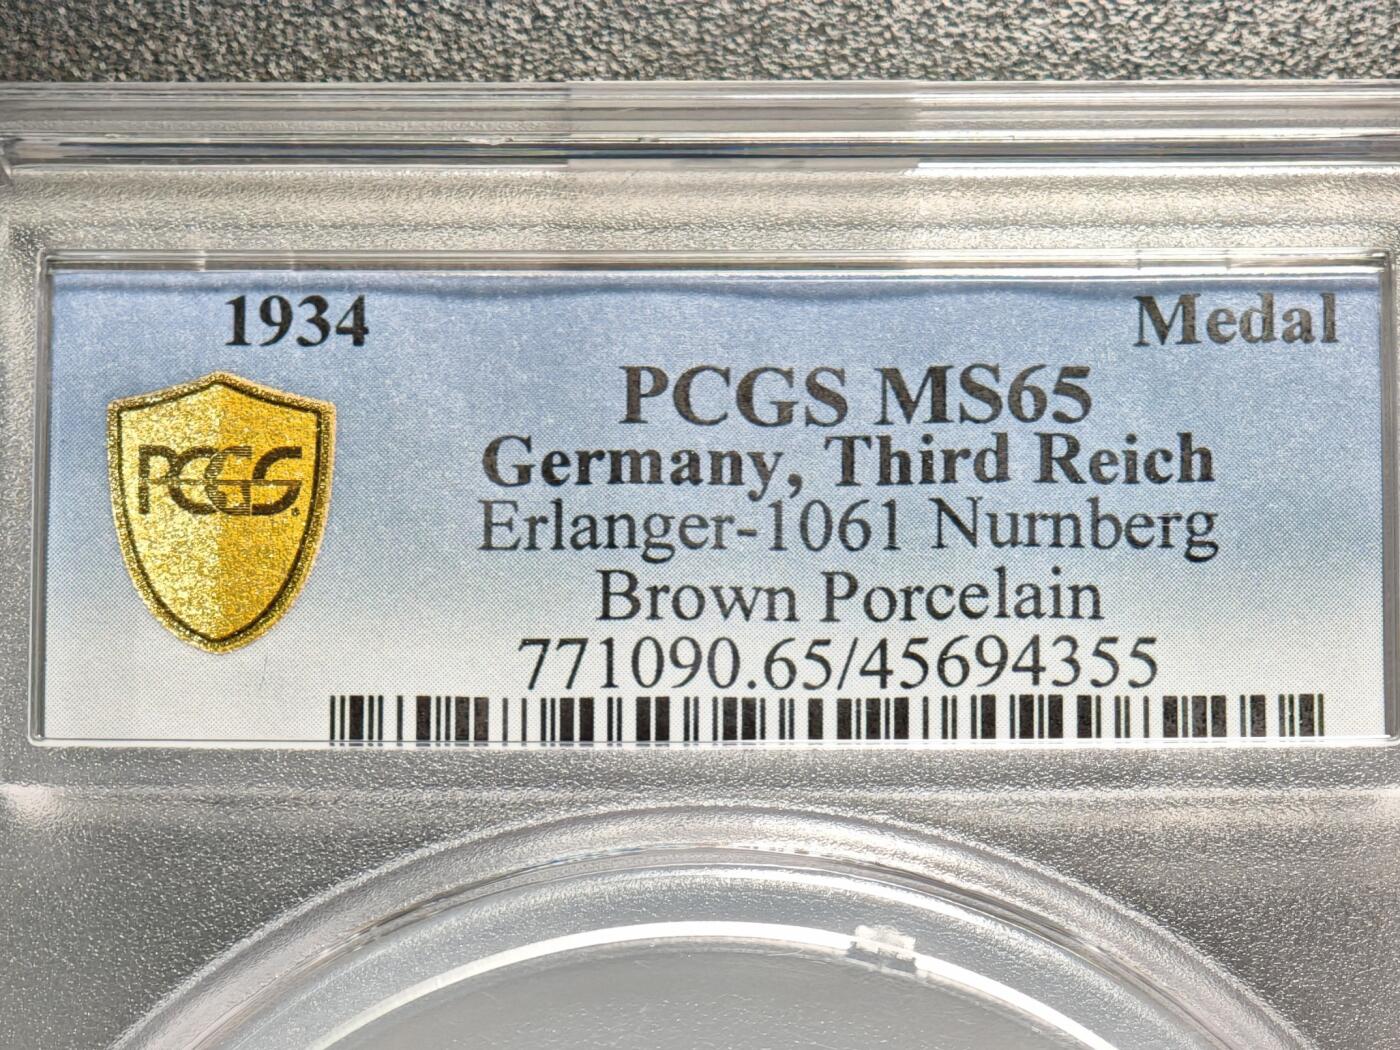 1934 Medal
PCGS MS65
Germany, Third Reich
Erlanger-1061 Nurnberg
Brown Porcelain
771090.65/45694355
PCGS®